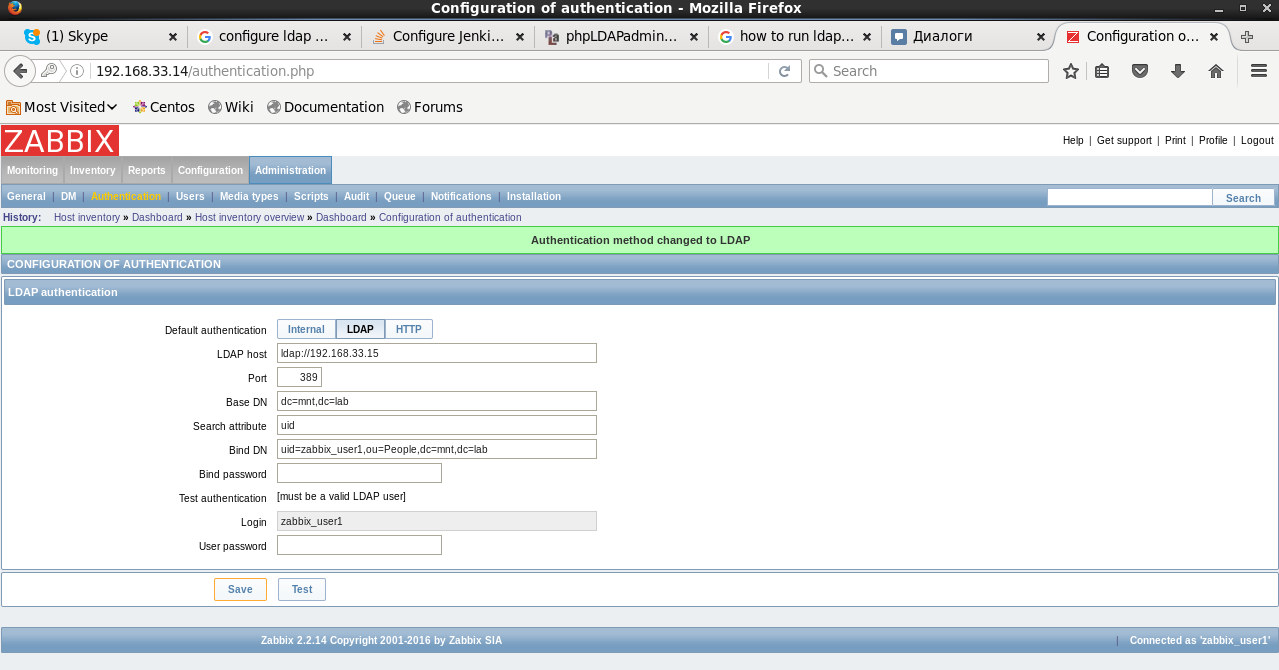 Configuration of authentication - Mozilla Firefox
(1) Skype
configure ldap ...
Configure Jenki...
phpLDAPadmin...
how to run ldap...
Диалоги
Configuration o...
192.168.33.14/authentication.php
Search
Most Visited
Centos
Wiki
Documentation
Forums
ZABBIX
Help | Get support | Print | Profile | Logout
Monitoring Inventory Reports Configuration Administration
General | DM | Authentication | Users | Media types | Scripts | Audit | Queue | Notifications | Installation
Search
History: Host inventory » Dashboard » Host inventory overview » Dashboard » Configuration of authentication
Authentication method changed to LDAP
CONFIGURATION OF AUTHENTICATION
LDAP authentication
Default authentication Internal LDAP HTTP
LDAP host ldap://192.168.33.15
Port 389
Base DN dc=mnt,dc=lab
Search attribute uid
Bind DN uid=zabbix_user1,ou=People,dc=mnt,dc=lab
Bind password
Test authentication [must be a valid LDAP user]
Login zabbix_user1
User password
Save Test
Zabbix 2.2.14 Copyright 2001-2016 by Zabbix SIA | Connected as 'zabbix_user1'